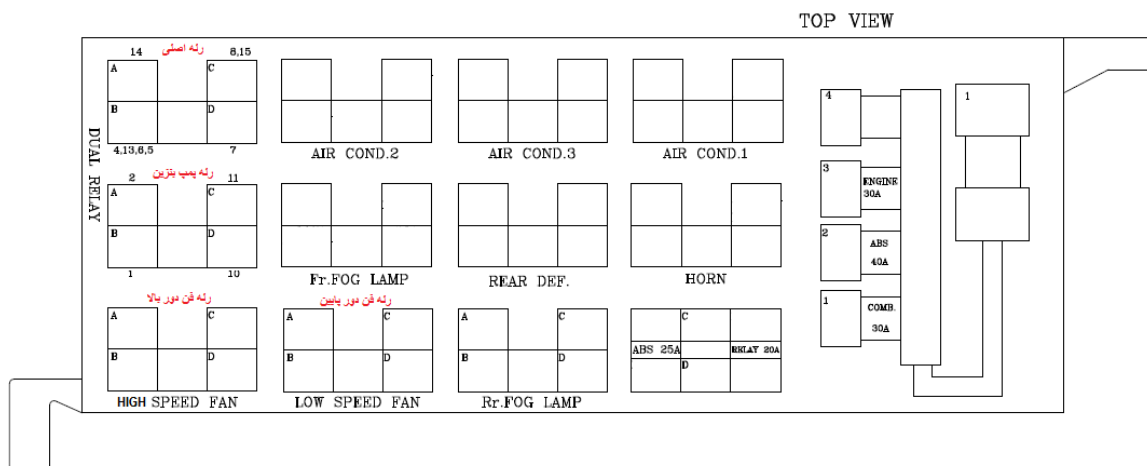 TOP VIEW
14 رله اصلی 8,15
A C
B D
4,13,6,5 7
DUAL RELAY
AIR COND.2
AIR COND.3
AIR COND.1
2 رله پمپ بنزین 11
A C
B D
1 10
Fr.FOG LAMP
REAR DEF.
HORN
رله فن دور بالا
A C
B D
HIGH SPEED FAN
رله فن دور پایین
A C
B D
LOW SPEED FAN
A C
B D
Rr.FOG LAMP
C
ABS 25A RELAY 20A
D
4
3 ENGINE
30A
2 ABS
40A
1 COMB.
30A
1